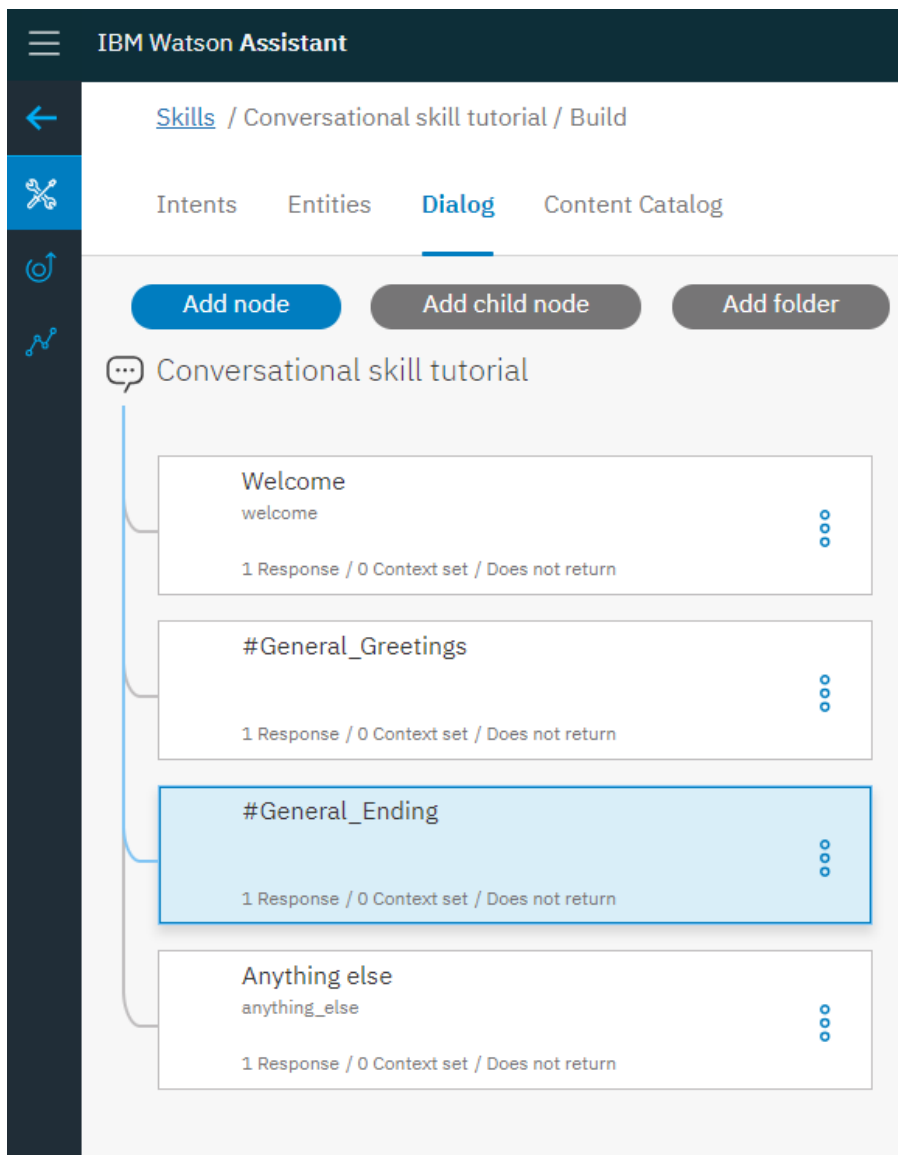 IBM Watson Assistant
Skills / Conversational skill tutorial / Build
Intents Entities Dialog Content Catalog
Add node Add child node Add folder
Conversational skill tutorial
Welcome
welcome
1 Response / 0 Context set / Does not return
#General_Greetings
1 Response / 0 Context set / Does not return
#General_Ending
1 Response / 0 Context set / Does not return
Anything else
anything_else
1 Response / 0 Context set / Does not return